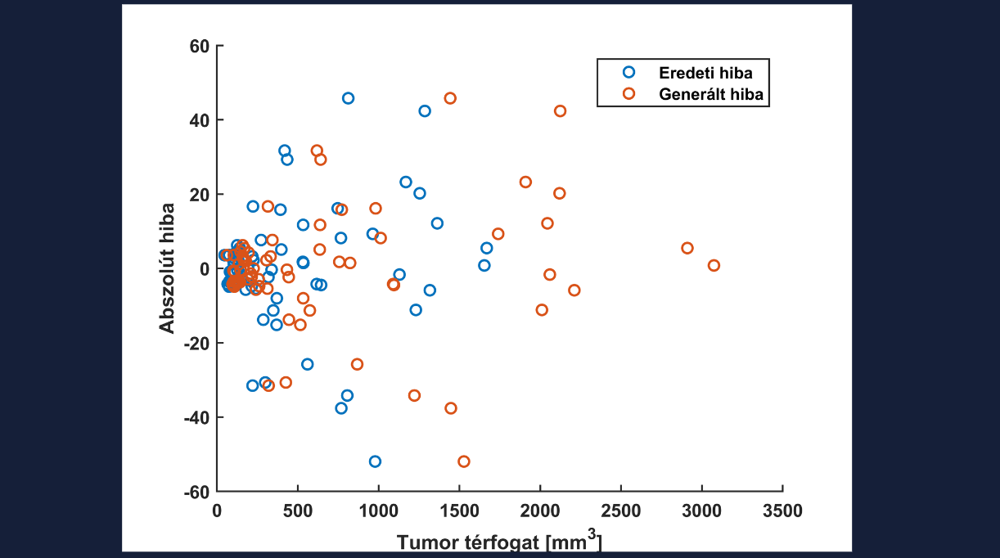 60
40
20
0
-20
-40
-60
Abszolút hiba
Eredeti hiba
Generált hiba
0 500 1000 1500 2000 2500 3000 3500
Tumor térfogat [mm³]